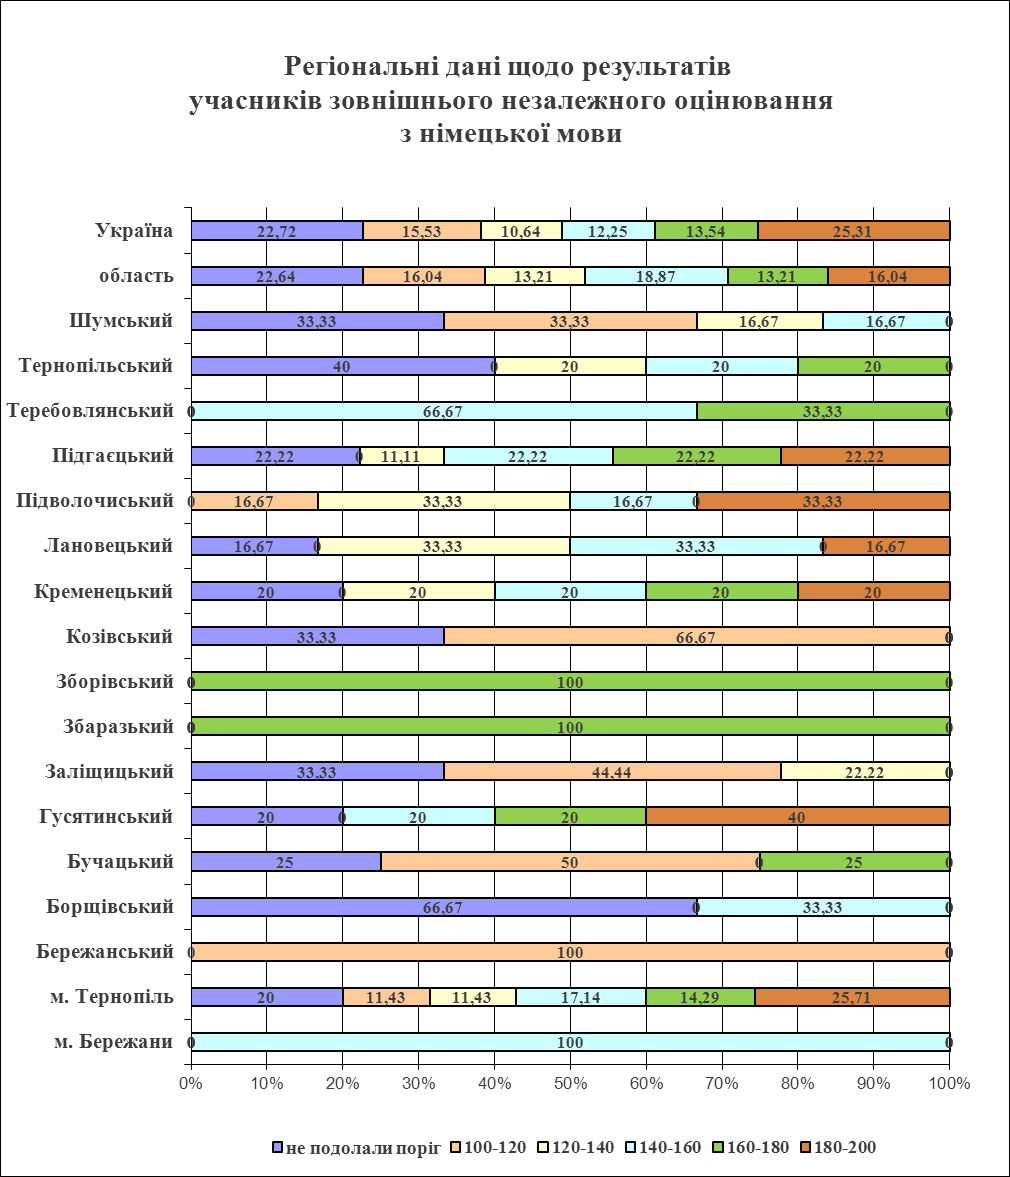 Регіональні дані щодо результатів
учасників зовнішнього незалежного оцінювання
з німецької мови
Україна 22,72 15,53 10,64 12,25 13,54 25,31
область 22,64 16,04 13,21 18,87 13,21 16,04
Шумський 33,33 33,33 16,67 16,67 0
Тернопільський 40 0 20 20 20 0
Теребовлянський 0 66,67 33,33 0
Підгаєцький 22,22 0 11,11 22,22 22,22 22,22
Підволочиський 0 16,67 33,33 16,67 0 33,33
Лановецький 16,67 0 33,33 33,33 0 16,67
Кременецький 20 0 20 20 20 20
Козівський 33,33 66,67 0
Зборівський 0 100 0
Збаразький 0 100 0
Заліщицький 33,33 44,44 22,22 0
Гусятинський 20 0 20 20 40
Бучацький 25 50 0 25 0
Борщівський 66,67 0 33,33 0
Бережанський 0 100 0
м. Тернопіль 20 11,43 11,43 17,14 14,29 25,71
м. Бережани 0 100 0
0% 10% 20% 30% 40% 50% 60% 70% 80% 90% 100%
не подолали поріг 100-120 120-140 140-160 160-180 180-200